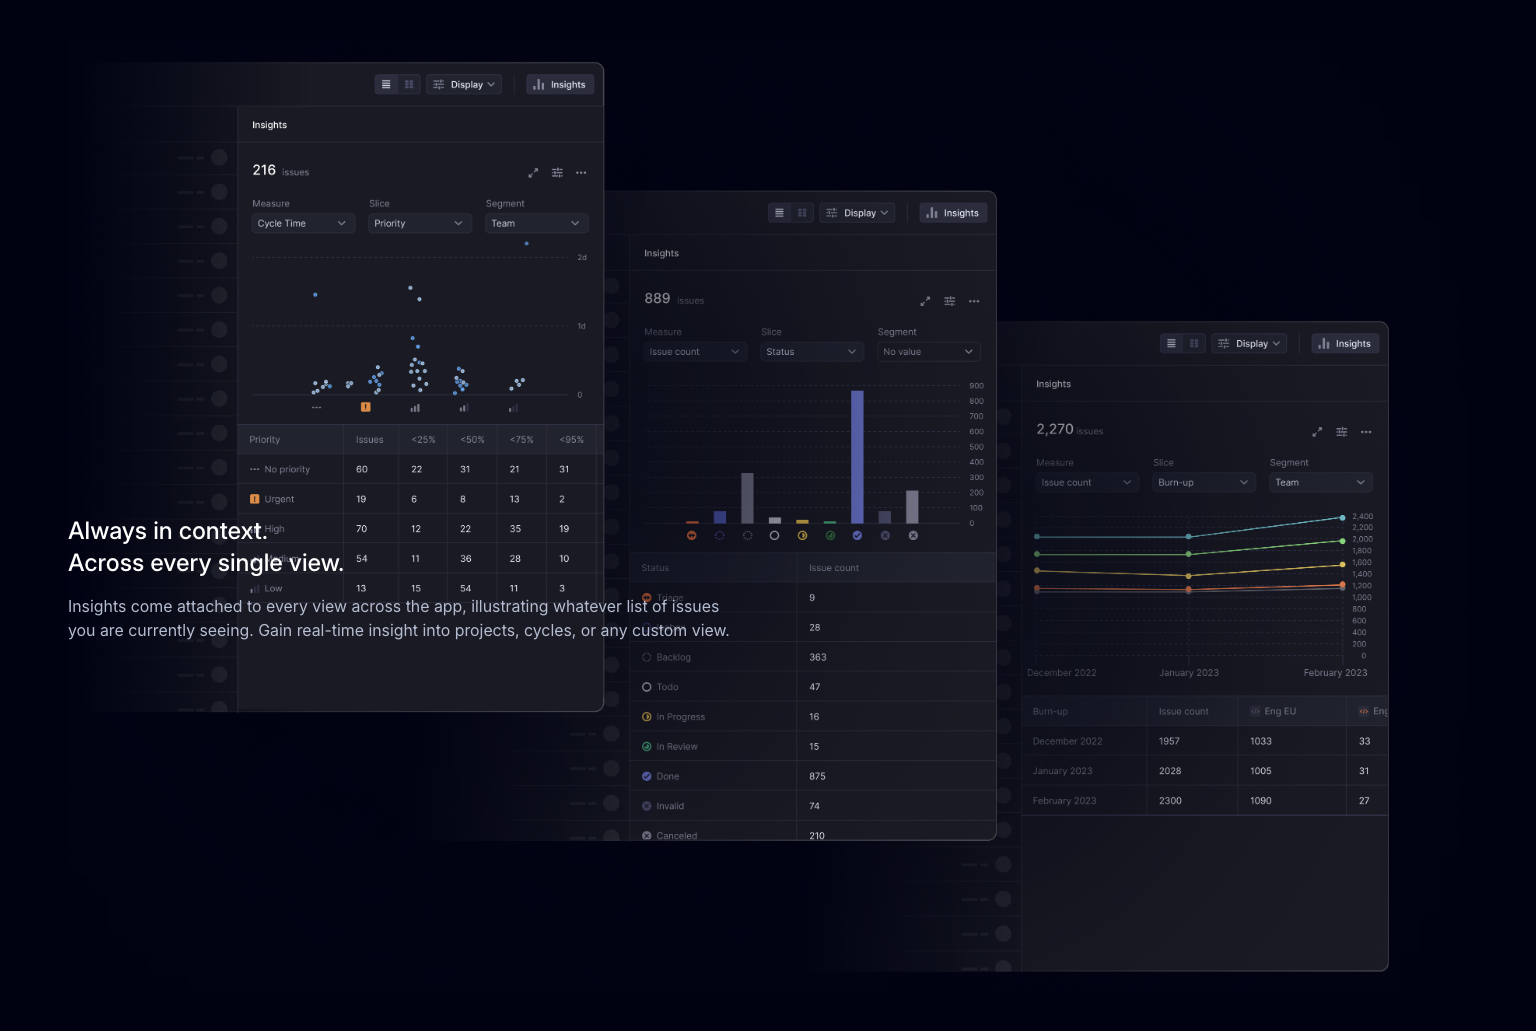 Display
Insights
Insights
216 issues
Measure Slice Segment
Cycle Time Priority Team
2d
1d
0
Priority Issues <25% <50% <75% <95%
No priority 60 22 31 21 31
Urgent 19 6 8 13 2
High 70 12 22 35 19
Medium 54 11 36 28 10
Low 13 15 54 11 3
Always in context.
Across every single view.
Insights come attached to every view across the app, illustrating whatever list of issues
you are currently seeing. Gain real-time insight into projects, cycles, or any custom view.
Display
Insights
Insights
889 issues
Measure Slice Segment
Issue count Status No value
900
800
700
600
500
400
300
200
100
0
Status Issue count
Triage 9
28
Backlog 363
Todo 47
In Progress 16
In Review 15
Done 875
Invalid 74
Canceled 210
Display
Insights
Insights
2,270 issues
Measure Slice Segment
Issue count Burn-up Team
2,400
2,200
2,000
1,800
1,600
1,400
1,200
1,000
800
600
400
200
0
December 2022 January 2023 February 2023
Burn-up Issue count Eng EU Eng
December 2022 1957 1033 33
January 2023 2028 1005 31
February 2023 2300 1090 27